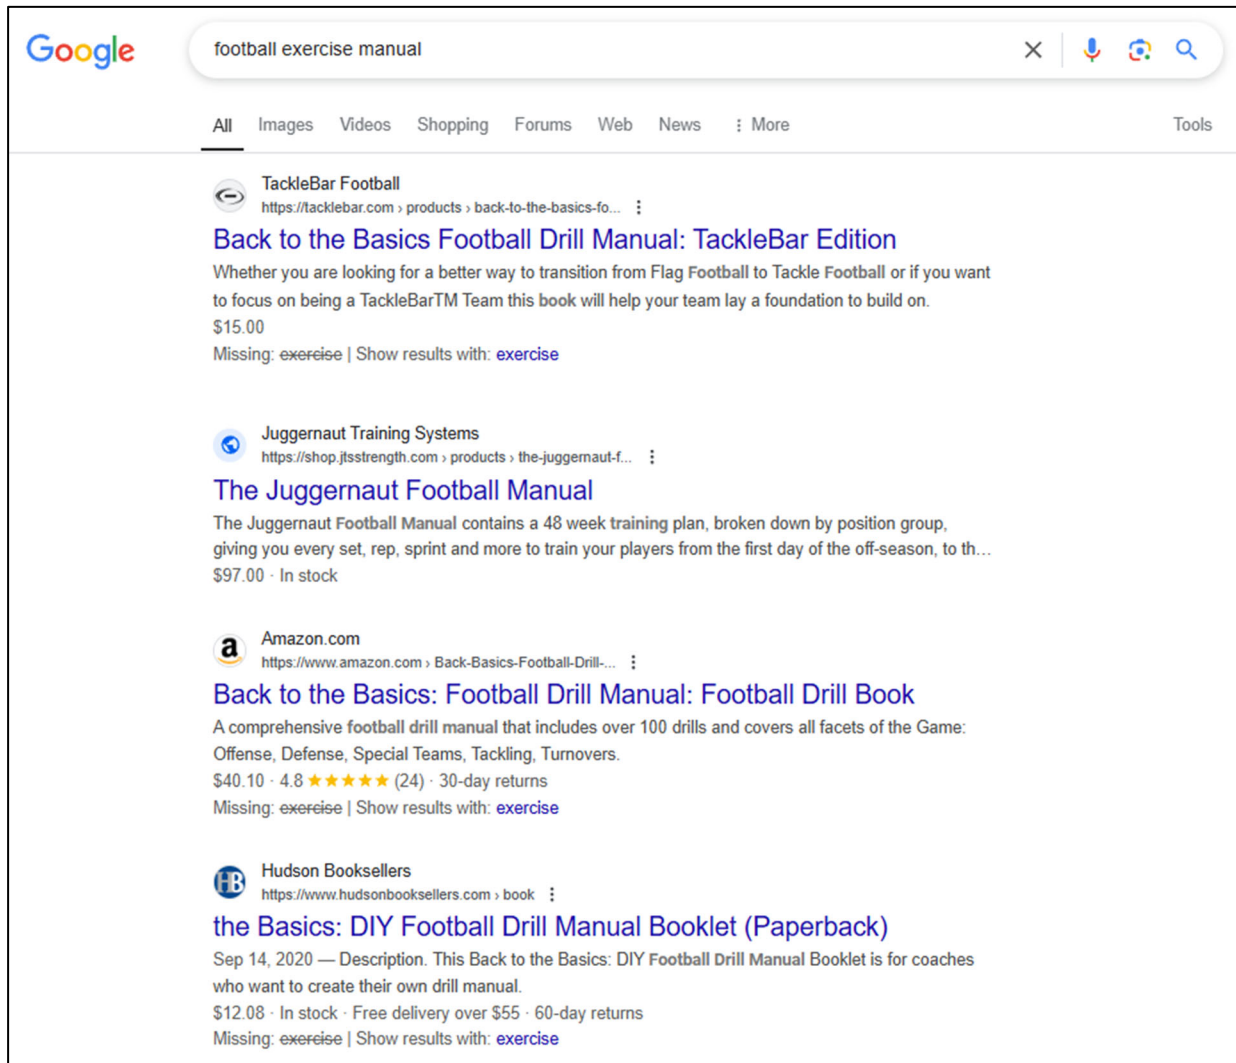 Google
football exercise manual
All Images Videos Shopping Forums Web News More Tools
TackleBar Football
https://tacklebar.com › products › back-to-the-basics-fo...
Back to the Basics Football Drill Manual: TackleBar Edition
Whether you are looking for a better way to transition from Flag Football to Tackle Football or if you want
to focus on being a TackleBarTM Team this book will help your team lay a foundation to build on.
$15.00
Missing: exercise | Show results with: exercise
Juggernaut Training Systems
https://shop.jtsstrength.com › products › the-juggernaut-f...
The Juggernaut Football Manual
The Juggernaut Football Manual contains a 48 week training plan, broken down by position group,
giving you every set, rep, sprint and more to train your players from the first day of the off-season, to th...
$97.00 · In stock
a
Amazon.com
https://www.amazon.com › Back-Basics-Football-Drill-...
Back to the Basics: Football Drill Manual: Football Drill Book
A comprehensive football drill manual that includes over 100 drills and covers all facets of the Game:
Offense, Defense, Special Teams, Tackling, Turnovers.
$40.10 · 4.8 ★★★★★ (24) · 30-day returns
Missing: exercise | Show results with: exercise
HB
Hudson Booksellers
https://www.hudsonbooksellers.com › book
the Basics: DIY Football Drill Manual Booklet (Paperback)
Sep 14, 2020 — Description. This Back to the Basics: DIY Football Drill Manual Booklet is for coaches
who want to create their own drill manual.
$12.08 · In stock · Free delivery over $55 · 60-day returns
Missing: exercise | Show results with: exercise